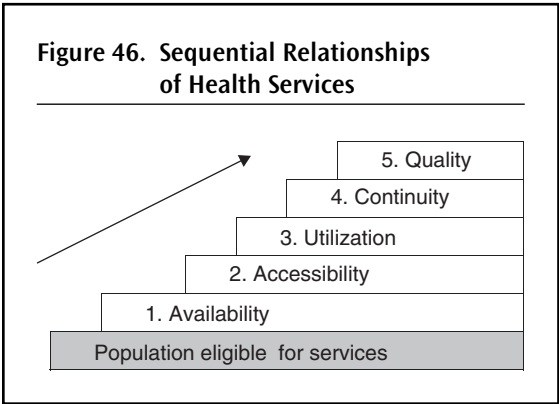 Figure 46. Sequential Relationships
of Health Services
5. Quality
4. Continuity
3. Utilization
2. Accessibility
1. Availability
Population eligible for services